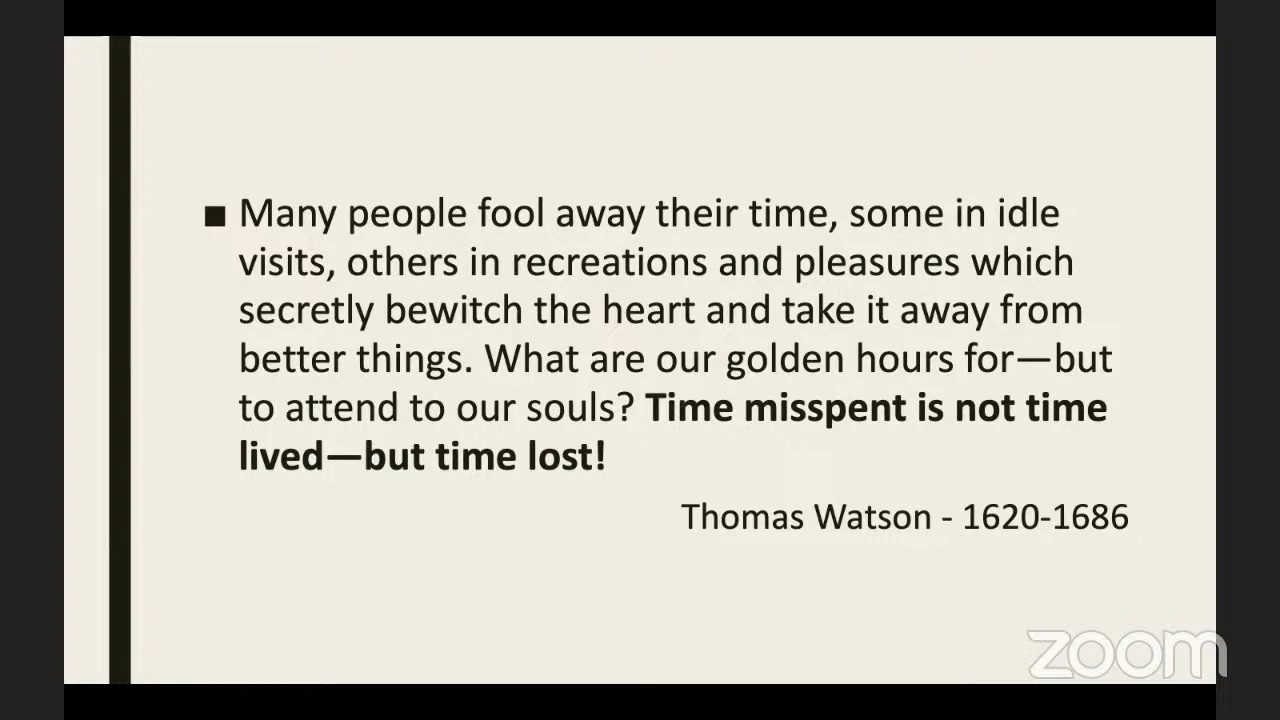 ■ Many people fool away their time, some in idle
visits, others in recreations and pleasures which
secretly bewitch the heart and take it away from
better things. What are our golden hours for—but
to attend to our souls? Time misspent is not time
lived—but time lost!
Thomas Watson - 1620-1686
zoom